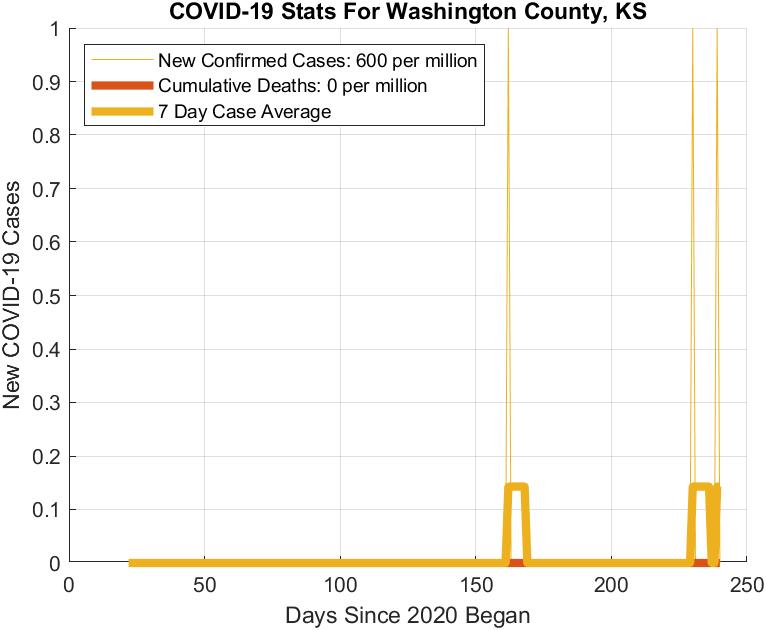 COVID-19 Stats For Washington County, KS
New Confirmed Cases: 600 per million
Cumulative Deaths: 0 per million
7 Day Case Average
New COVID-19 Cases
1
0.9
0.8
0.7
0.6
0.5
0.4
0.3
0.2
0.1
0
0 50 100 150 200 250
Days Since 2020 Began